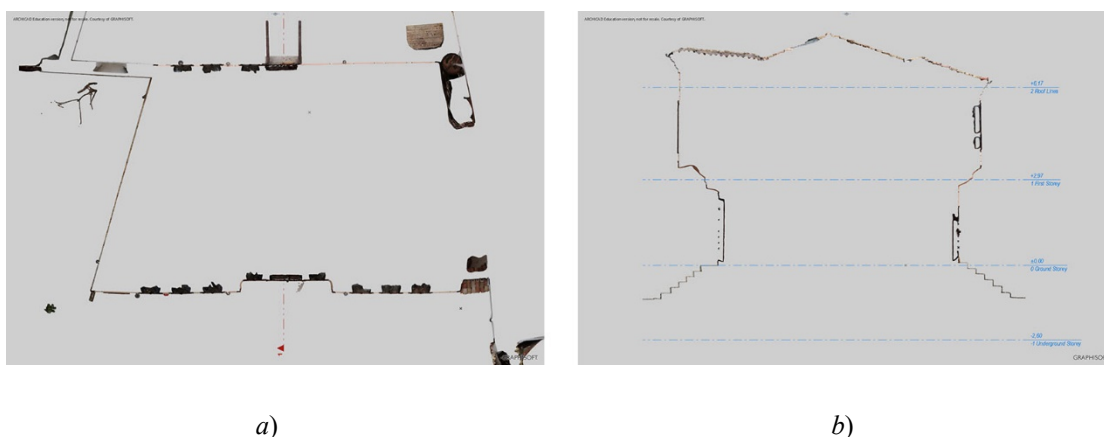 ARCHICAD Education version, not for resale. Courtesy of GRAPHISOFT.
GRAPHISOFT
ARCHICAD Education version, not for resale. Courtesy of GRAPHISOFT.
+6,17
2 Roof Lines
+2,97
1 First Storey
±0,00
0 Ground Storey
-2,60
-1 Underground Storey
GRAPHISOF
a)
b)